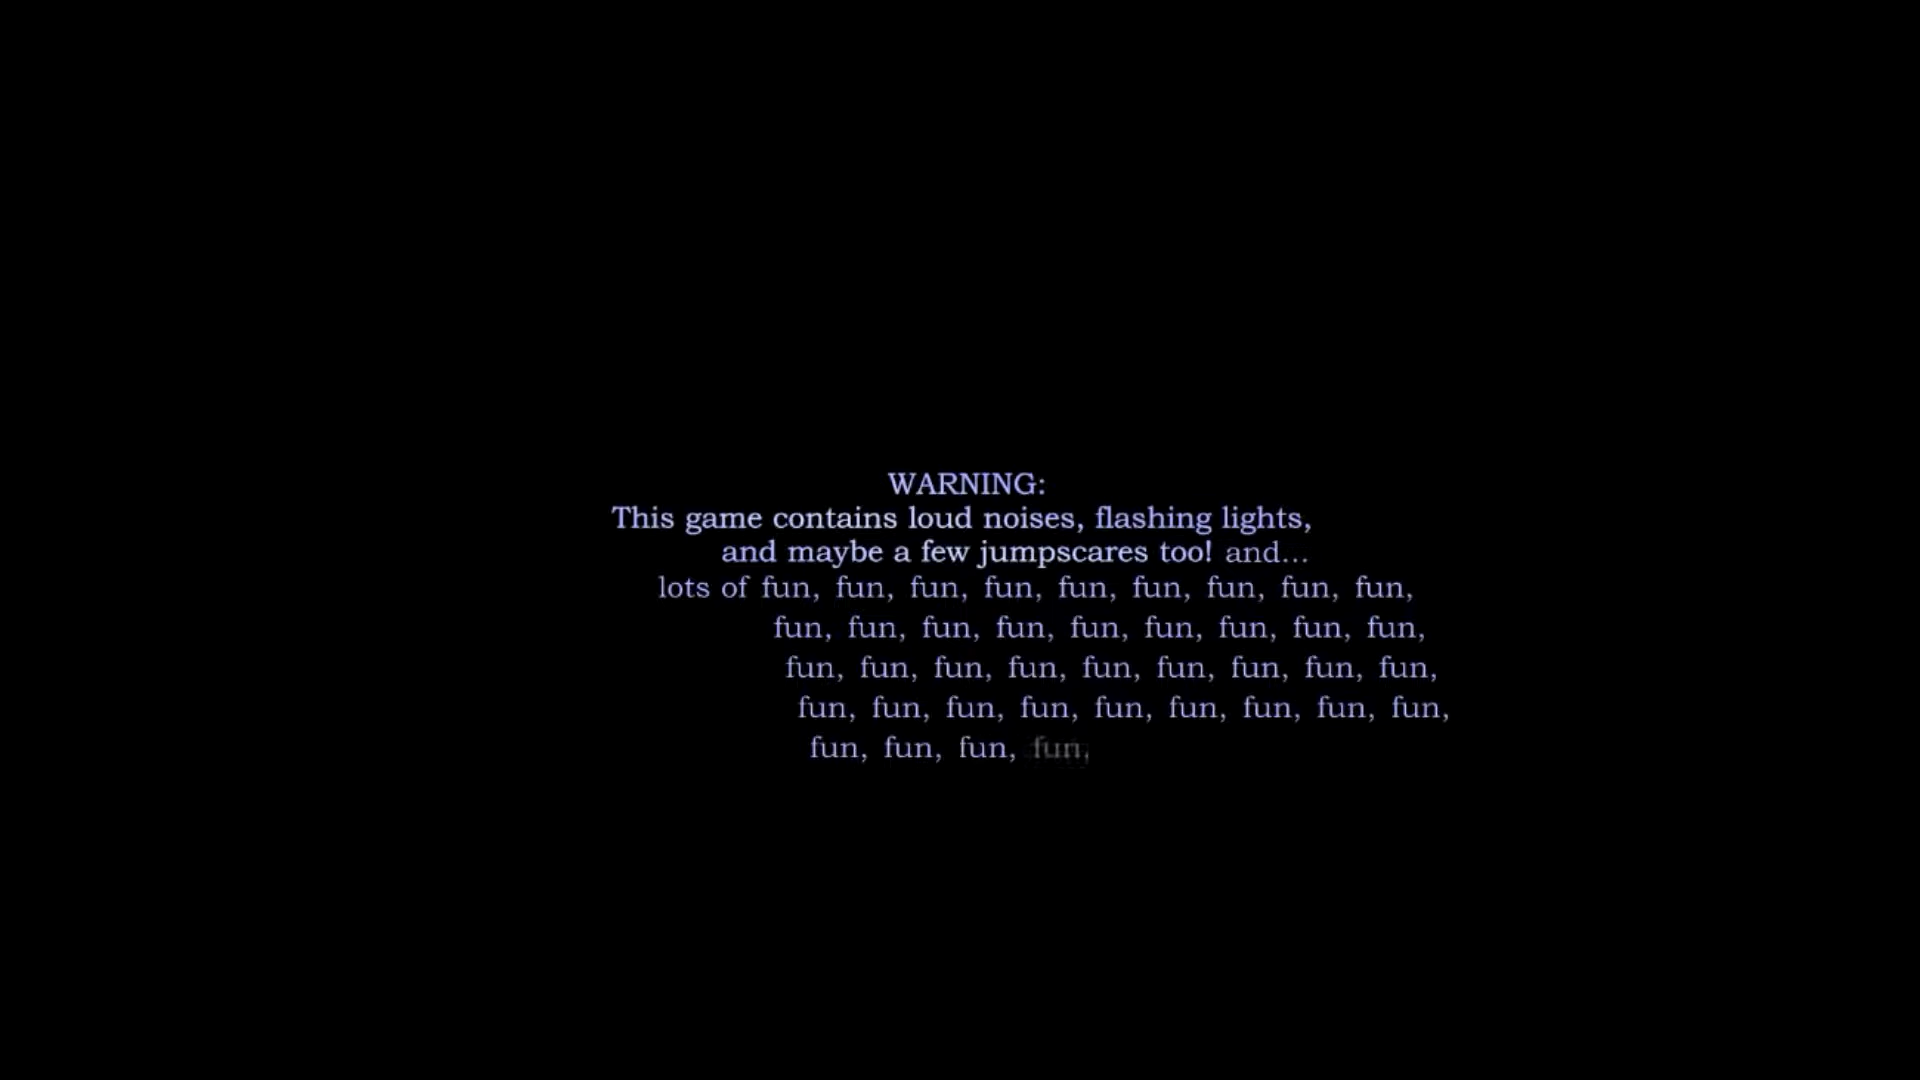 WARNING:
This game contains loud noises, flashing lights,
and maybe a few jumpscares too! and...
lots of fun, fun, fun, fun, fun, fun, fun, fun, fun,
fun, fun, fun, fun, fun, fun, fun, fun, fun,
fun, fun, fun, fun, fun, fun, fun, fun, fun,
fun, fun, fun, fun, fun, fun, fun, fun, fun,
fun, fun, fun, fun,